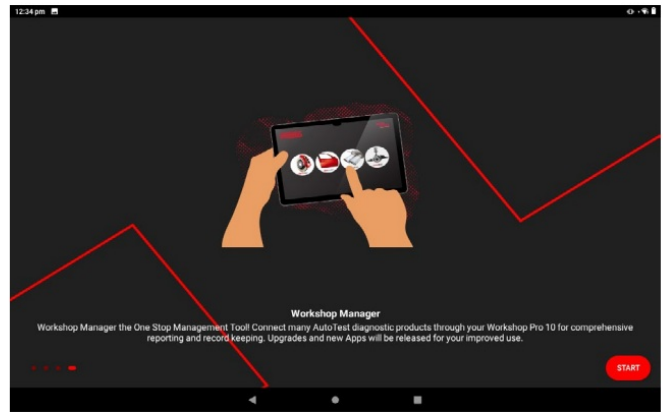 12:34 pm
Workshop Manager
Workshop Manager the One Stop Management Tool! Connect many AutoTest diagnostic products through your Workshop Pro 10 for comprehensive
reporting and record keeping. Upgrades and new Apps will be released for your improved use.
START